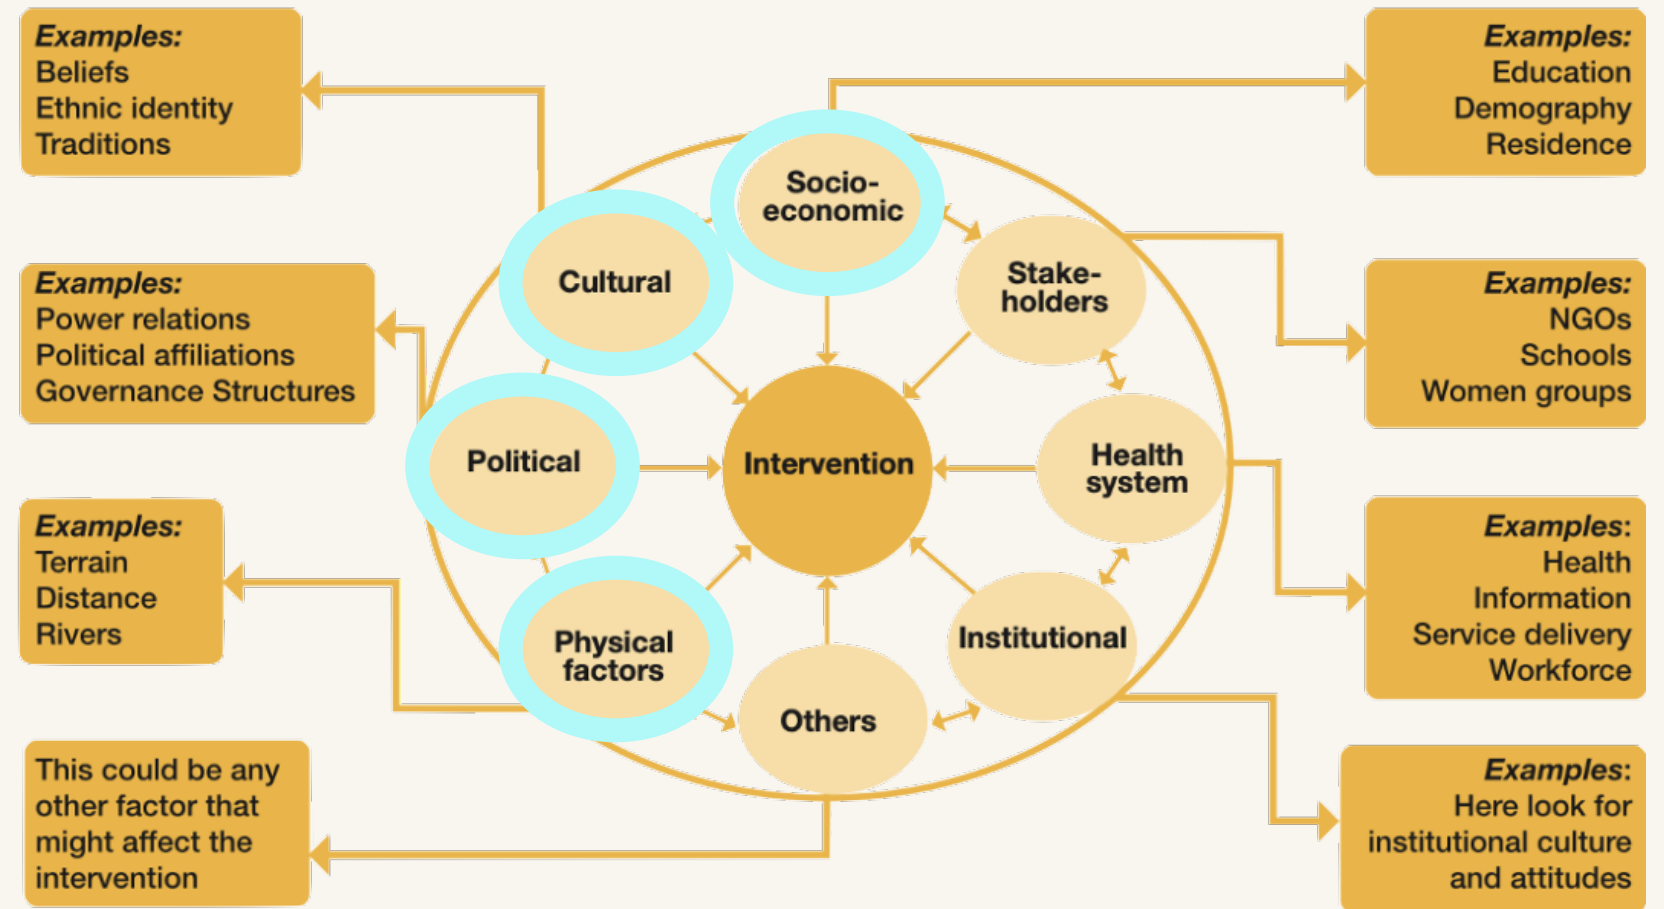 Examples:
Beliefs
Ethnic identity
Traditions
Examples:
Power relations
Political affiliations
Governance Structures
Examples:
Terrain
Distance
Rivers
This could be any
other factor that
might affect the
intervention
Socio-
economic
Cultural
Stake-
holders
Political
Intervention
Health
system
Physical
factors
Institutional
Others
Examples:
Education
Demography
Residence
Examples:
NGOs
Schools
Women groups
Examples:
Health
Information
Service delivery
Workforce
Examples:
Here look for
institutional culture
and attitudes